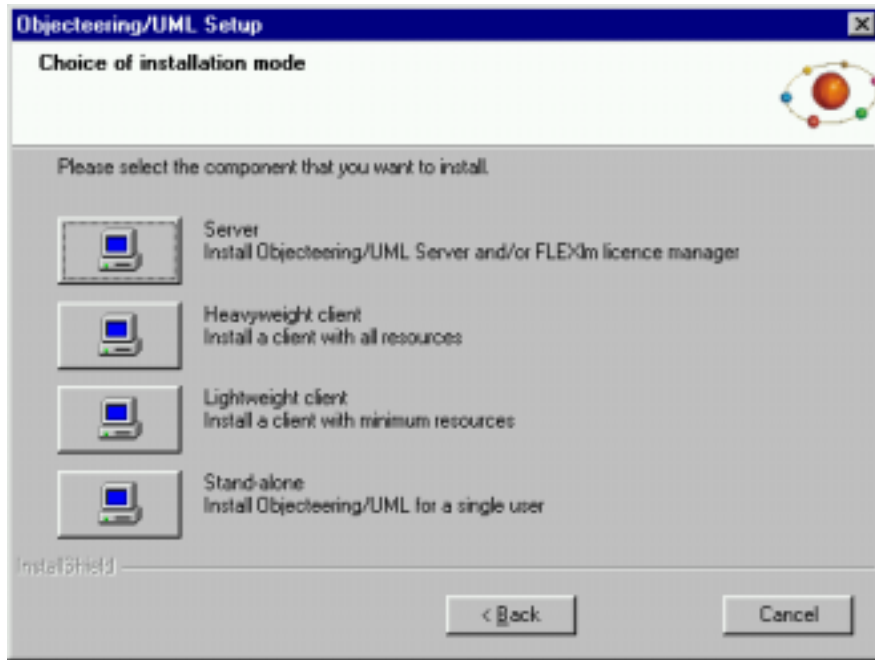 Objecteering/UML Setup
Choice of installation mode
Please select the component that you want to install.
Server
Install Objecteering/UML Server and/or FLEXlm licence manager
Heavyweight client
Install a client with all resources
Lightweight client
Install a client with minimum resources
Stand-alone
Install Objecteering/UML for a single user
InstallShield
< Back
Cancel